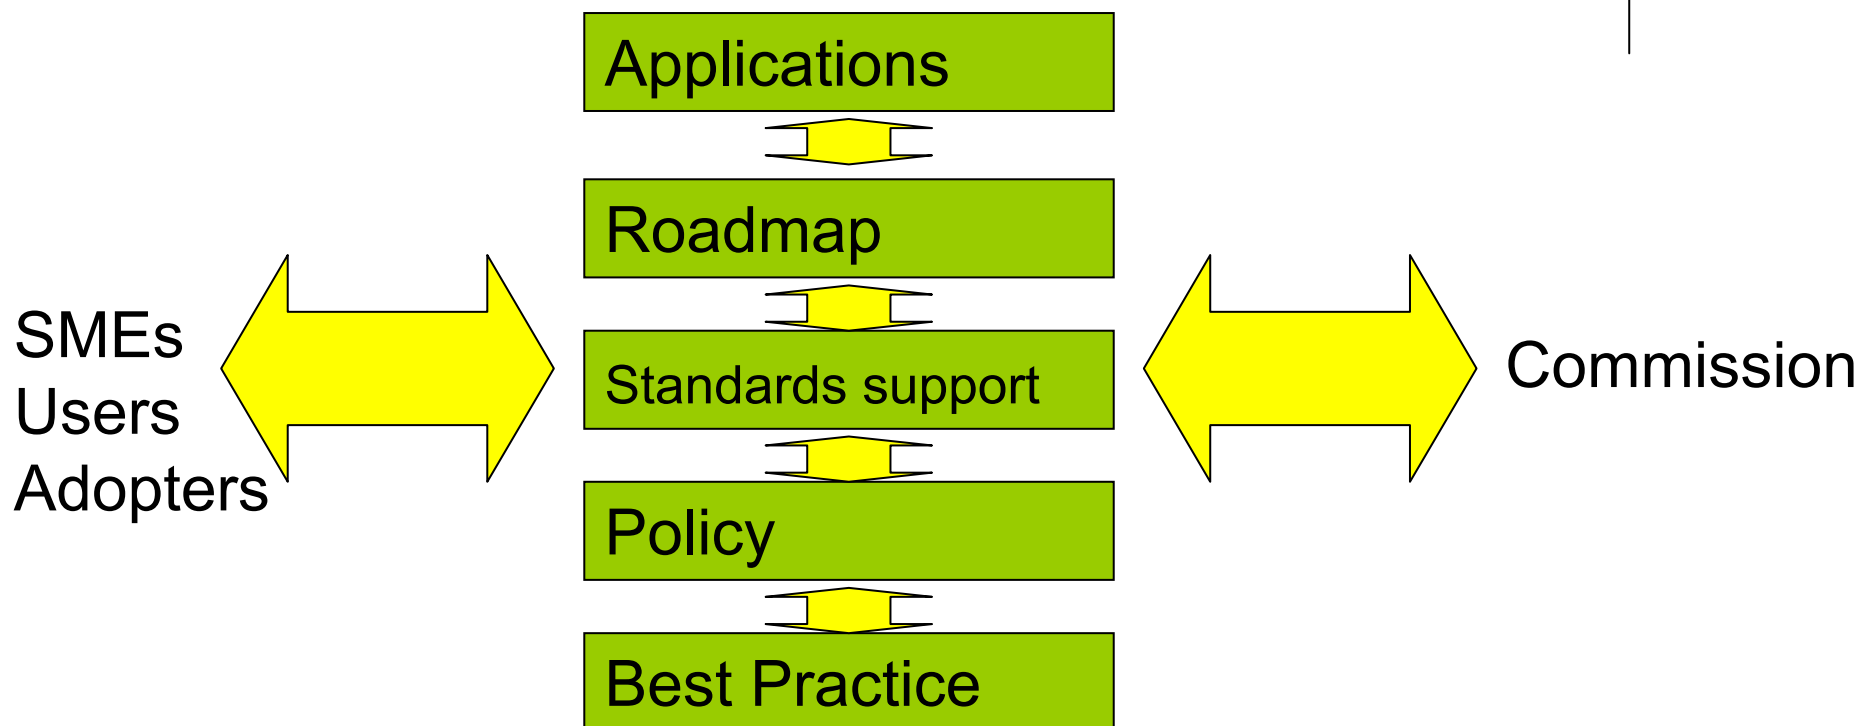 Applications
Roadmap
SMEs
Users
Adopters
Standards support
Commission
Policy
Best Practice